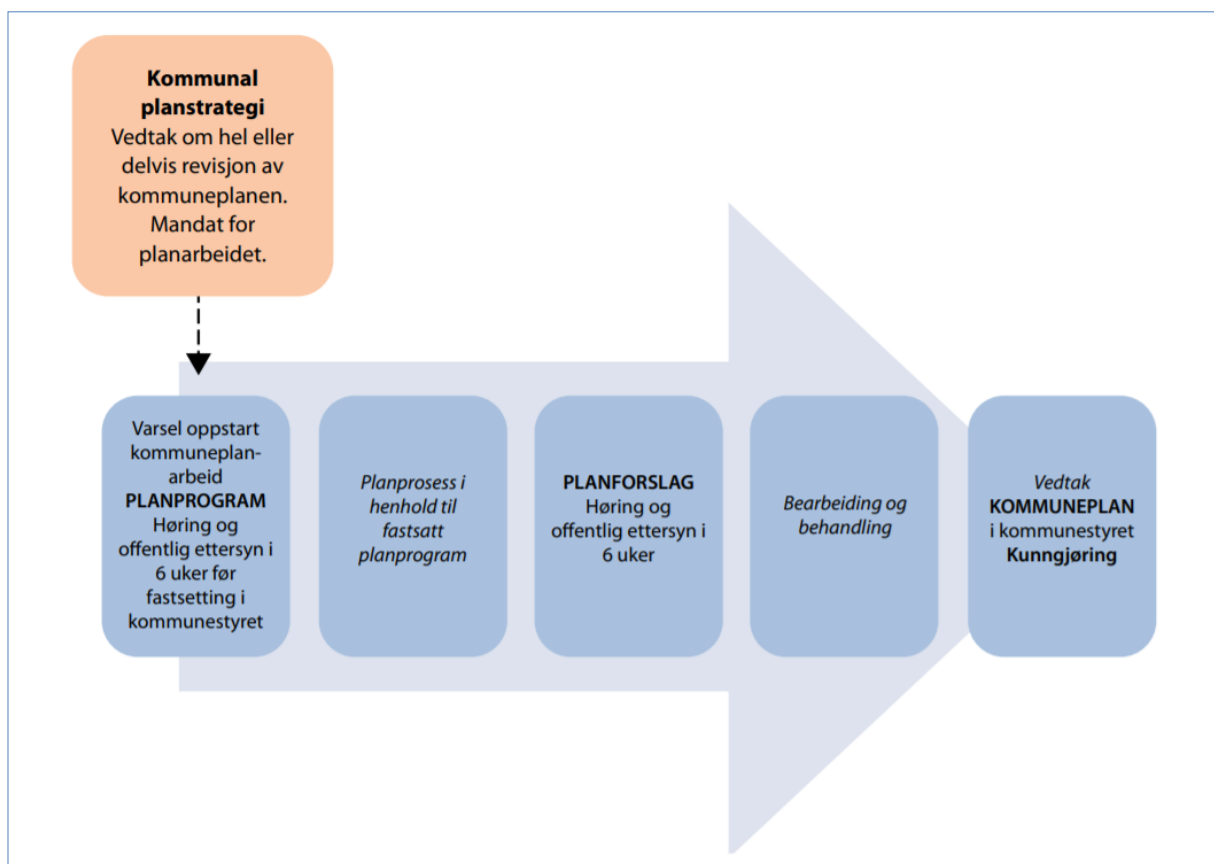 Kommunal
planstrategi
Vedtak om hel eller
delvis revisjon av
kommuneplanen.
Mandat for
planarbeidet.
Varsel oppstart
kommuneplan-
arbeid
PLANPROGRAM
Høring og
offentlig ettersyn i
6 uker før
fastsetting i
kommunestyret
Planprosess i
henhold til
fastsatt
planprogram
PLANFORSLAG
Høring og
offentlig ettersyn i
6 uker
Bearbeiding og
behandling
Vedtak
KOMMUNEPLAN
i kommunestyret
Kunngjøring